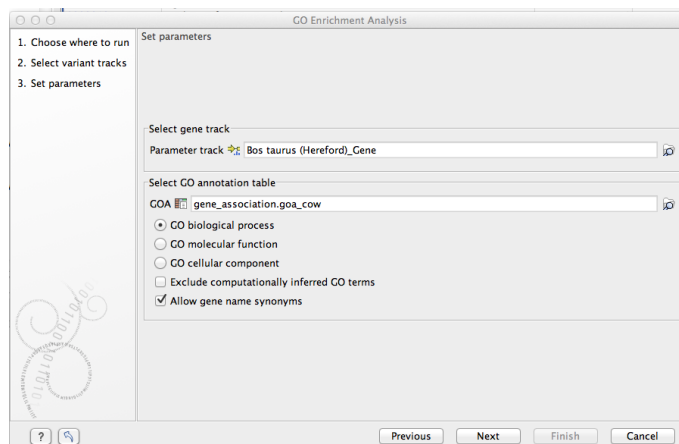 GO Enrichment Analysis
1. Choose where to run
2. Select variant tracks
3. Set parameters
Set parameters
Select gene track
Parameter track Bos taurus (Hereford)_Gene
Select GO annotation table
GOA gene_association.goa_cow
GO biological process
GO molecular function
GO cellular component
Exclude computationally inferred GO terms
Allow gene name synonyms
? Previous Next Finish Cancel